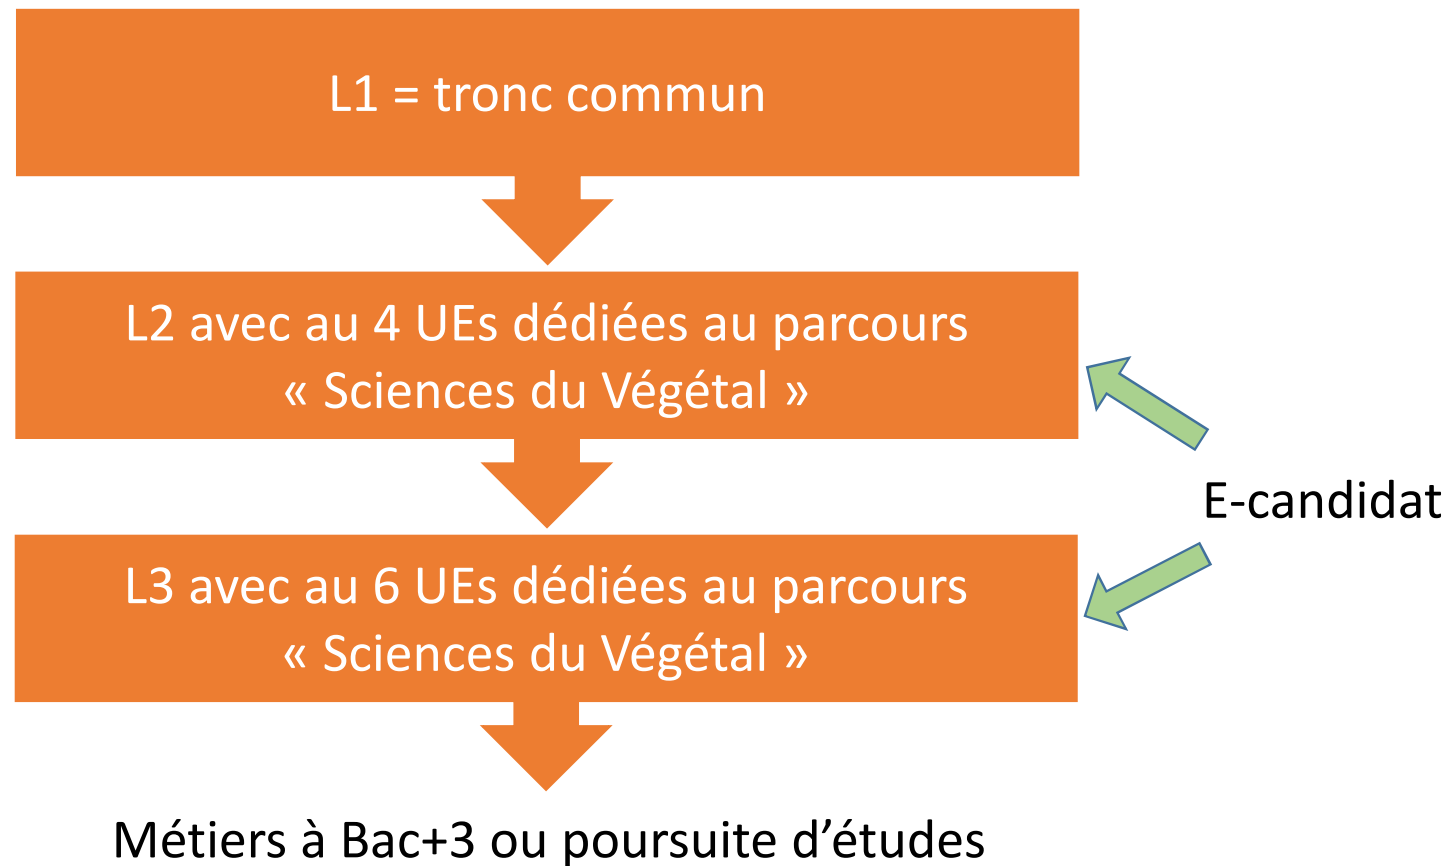 L1 = tronc commun
L2 avec au 4 UEs dédiées au parcours
« Sciences du Végétal »
E-candidat
L3 avec au 6 UEs dédiées au parcours
« Sciences du Végétal »
Métiers à Bac+3 ou poursuite d’études